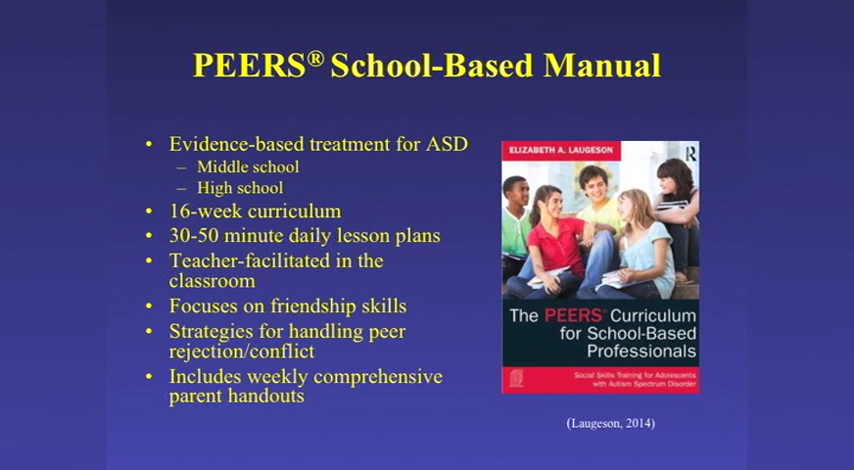 PEERS® School-Based Manual
• Evidence-based treatment for ASD
– Middle school
– High school
• 16-week curriculum
• 30-50 minute daily lesson plans
• Teacher-facilitated in the
classroom
• Focuses on friendship skills
• Strategies for handling peer
rejection/conflict
• Includes weekly comprehensive
parent handouts
ELIZABETH A. LAUGESON
R
The PEERS® Curriculum
for School-Based
Professionals
Social Skills Training for Adolescents
with Autism Spectrum Disorder
(Laugeson, 2014)